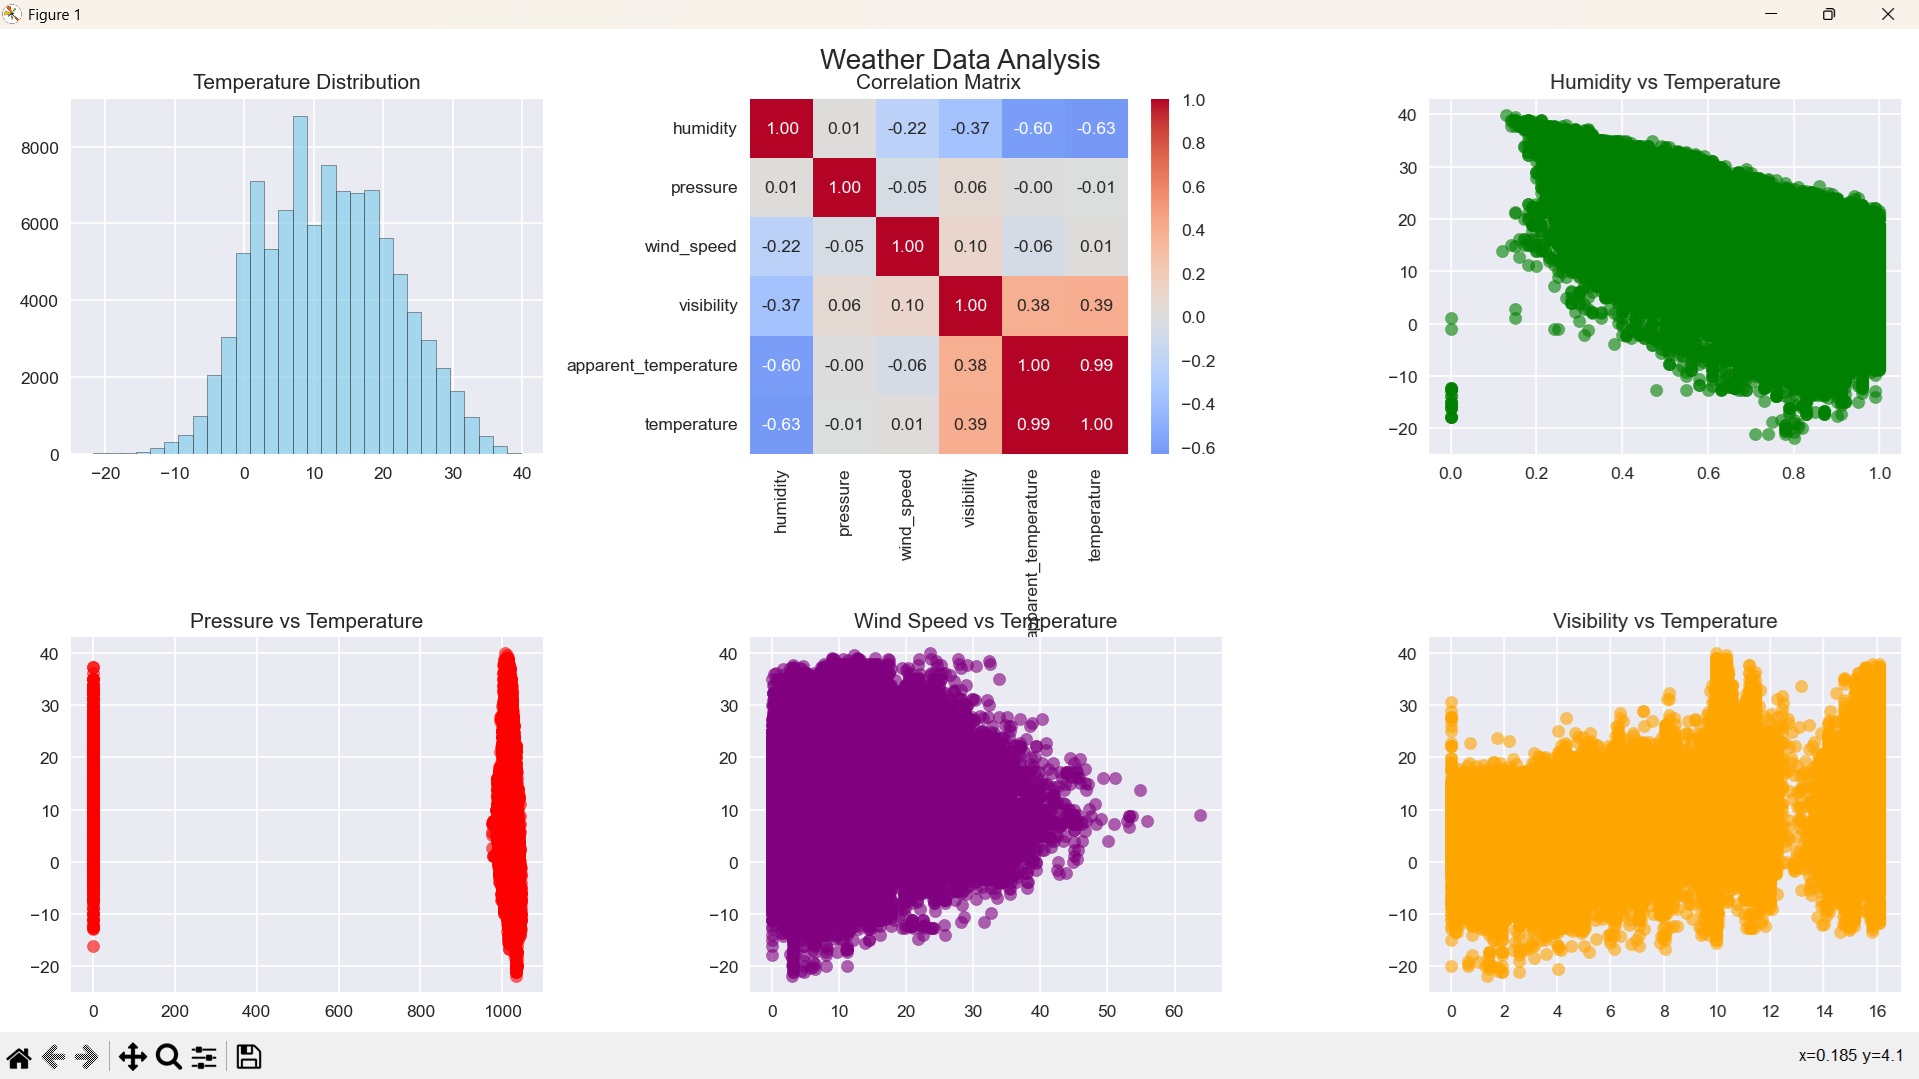 Figure 1
Weather Data Analysis
Temperature Distribution
8000
6000
4000
2000
0
−20 −10 0 10 20 30 40
Correlation Matrix
humidity 1.00 0.01 -0.22 -0.37 -0.60 -0.63
pressure 0.01 1.00 -0.05 0.06 -0.00 -0.01
wind_speed -0.22 -0.05 1.00 0.10 -0.06 0.01
visibility -0.37 0.06 0.10 1.00 0.38 0.39
apparent_temperature -0.60 -0.00 -0.06 0.38 1.00 0.99
temperature -0.63 -0.01 0.01 0.39 0.99 1.00
humidity
pressure
wind_speed
visibility
apparent_temperature
temperature
1.0
0.8
0.6
0.4
0.2
0.0
−0.2
−0.4
−0.6
Humidity vs Temperature
40
30
20
10
0
−10
−20
0.0 0.2 0.4 0.6 0.8 1.0
Pressure vs Temperature
40
30
20
10
0
−10
−20
0 200 400 600 800 1000
Wind Speed vs Temperature
40
30
20
10
0
−10
−20
0 10 20 30 40 50 60
Visibility vs Temperature
40
30
20
10
0
−10
−20
0 2 4 6 8 10 12 14 16
x=0.185 y=4.1